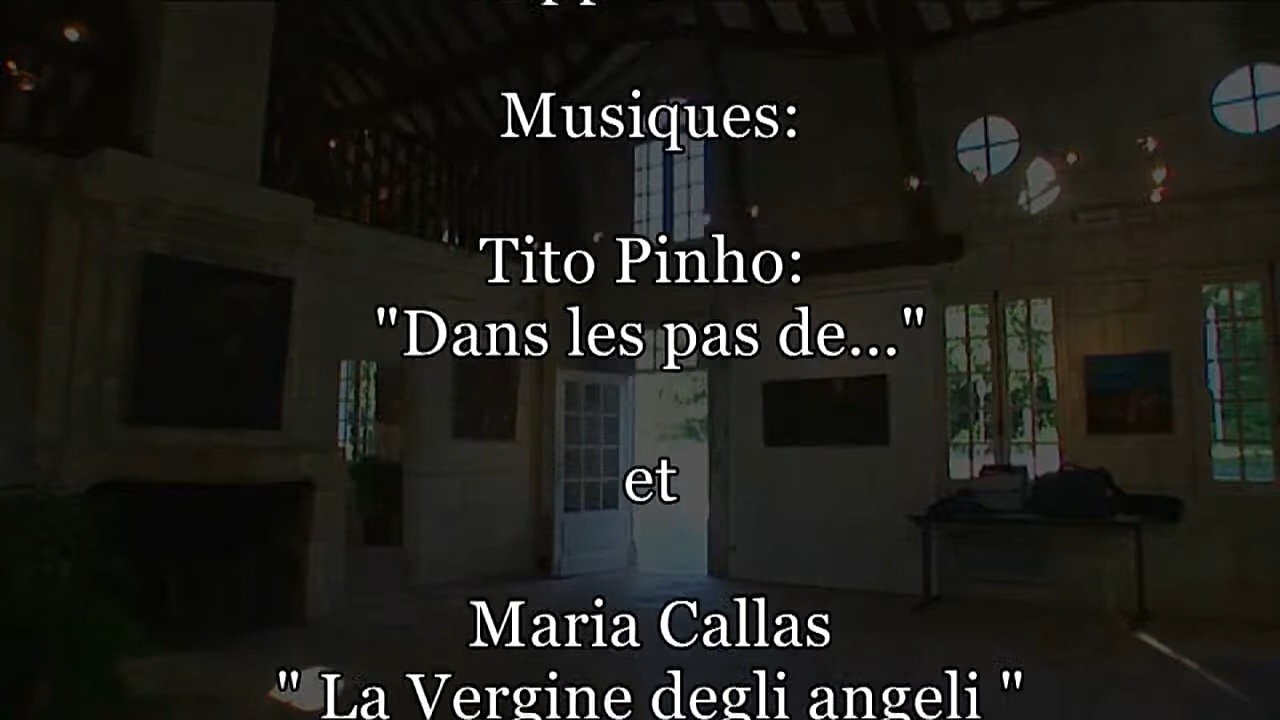 Musiques:
Tito Pinho:
"Dans les pas de..."
et
Maria Callas
" La Vergine degli angeli "